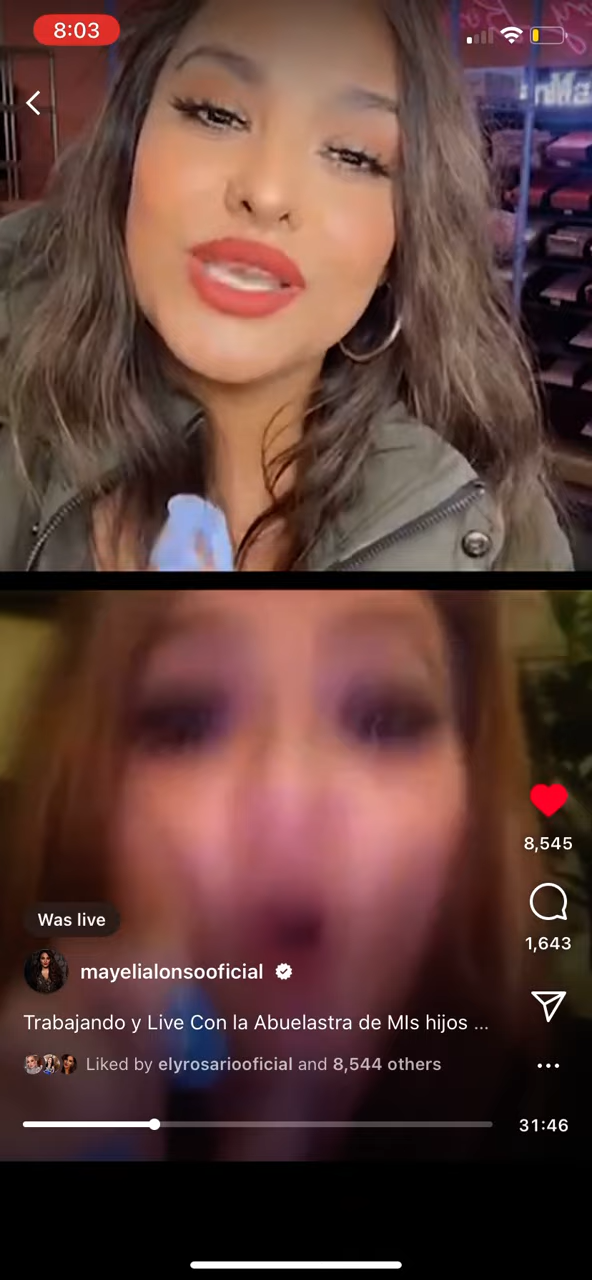 8:03
Was live
mayelialonsooficial
Trabajando y Live Con la Abuelastra de MIs hijos ...
Liked by elyrosariooficial and 8,544 others
8,545
1,643
31:46